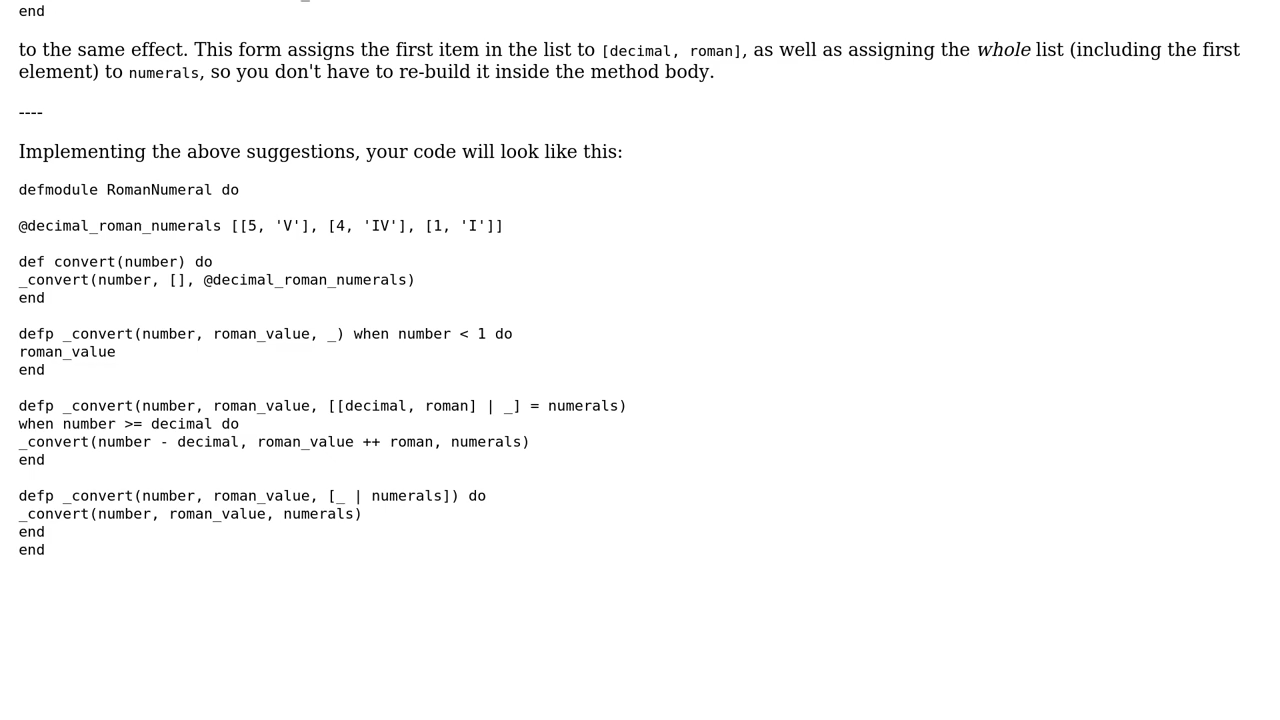 end
to the same effect. This form assigns the first item in the list to [decimal, roman], as well as assigning the whole list (including the first
element) to numerals, so you don't have to re-build it inside the method body.
----
Implementing the above suggestions, your code will look like this:
defmodule RomanNumeral do
@decimal_roman_numerals [[5, 'V'], [4, 'IV'], [1, 'I']]
def convert(number) do
_convert(number, [], @decimal_roman_numerals)
end
defp _convert(number, roman_value, _) when number < 1 do
roman_value
end
defp _convert(number, roman_value, [[decimal, roman] | _] = numerals)
when number >= decimal do
_convert(number - decimal, roman_value ++ roman, numerals)
end
defp _convert(number, roman_value, [_ | numerals]) do
_convert(number, roman_value, numerals)
end
end